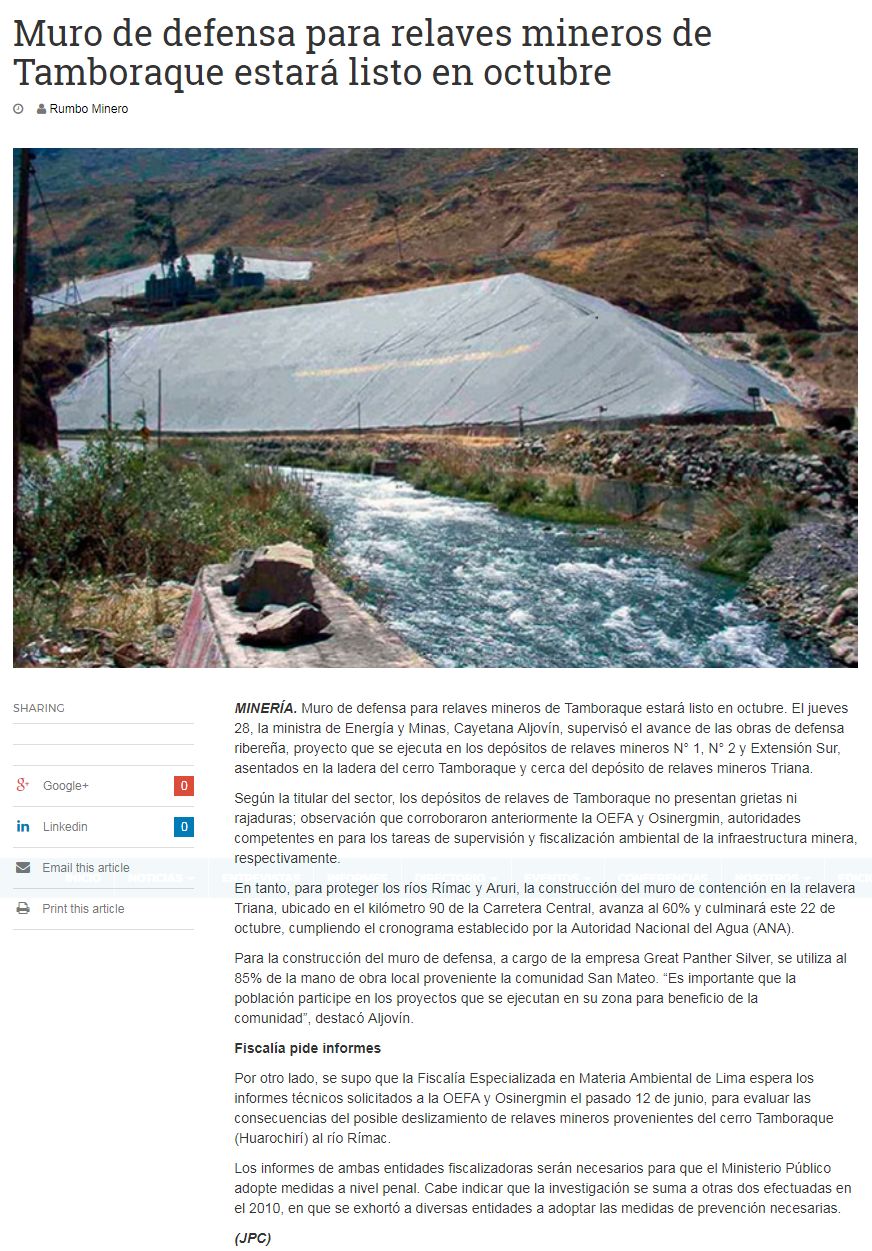 Muro de defensa para relaves mineros de
Tamboraque estará listo en octubre
Rumbo Minero
SHARING
Google+ 0
Linkedin 0
Email this article
Print this article
MINERÍA. Muro de defensa para relaves mineros de Tamboraque estará listo en octubre. El jueves
28, la ministra de Energía y Minas, Cayetana Aljovín, supervisó el avance de las obras de defensa
ribereña, proyecto que se ejecuta en los depósitos de relaves mineros N° 1, N° 2 y Extensión Sur,
asentados en la ladera del cerro Tamboraque y cerca del depósito de relaves mineros Triana.
Según la titular del sector, los depósitos de relaves de Tamboraque no presentan grietas ni
rajaduras; observación que corroboraron anteriormente la OEFA y Osinergmin, autoridades
competentes en para los tareas de supervisión y fiscalización ambiental de la infraestructura minera,
respectivamente.
NOTICIAS ENTREVISTAS INFORMES DIRECTORIO EVENTOS CONFERENCIAS NOSOTROS
En tanto, para proteger los ríos Rímac y Aruri, la construcción del muro de contención en la relavera
Triana, ubicado en el kilómetro 90 de la Carretera Central, avanza al 60% y culminará este 22 de
octubre, cumpliendo el cronograma establecido por la Autoridad Nacional del Agua (ANA).
Para la construcción del muro de defensa, a cargo de la empresa Great Panther Silver, se utiliza al
85% de la mano de obra local proveniente la comunidad San Mateo. “Es importante que la
población participe en los proyectos que se ejecutan en su zona para beneficio de la
comunidad”, destacó Aljovín.
Fiscalía pide informes
Por otro lado, se supo que la Fiscalía Especializada en Materia Ambiental de Lima espera los
informes técnicos solicitados a la OEFA y Osinergmin el pasado 12 de junio, para evaluar las
consecuencias del posible deslizamiento de relaves mineros provenientes del cerro Tamboraque
(Huarochirí) al río Rímac.
Los informes de ambas entidades fiscalizadoras serán necesarios para que el Ministerio Público
adopte medidas a nivel penal. Cabe indicar que la investigación se suma a otras dos efectuadas en
el 2010, en que se exhortó a diversas entidades a adoptar las medidas de prevención necesarias.
(JPC)